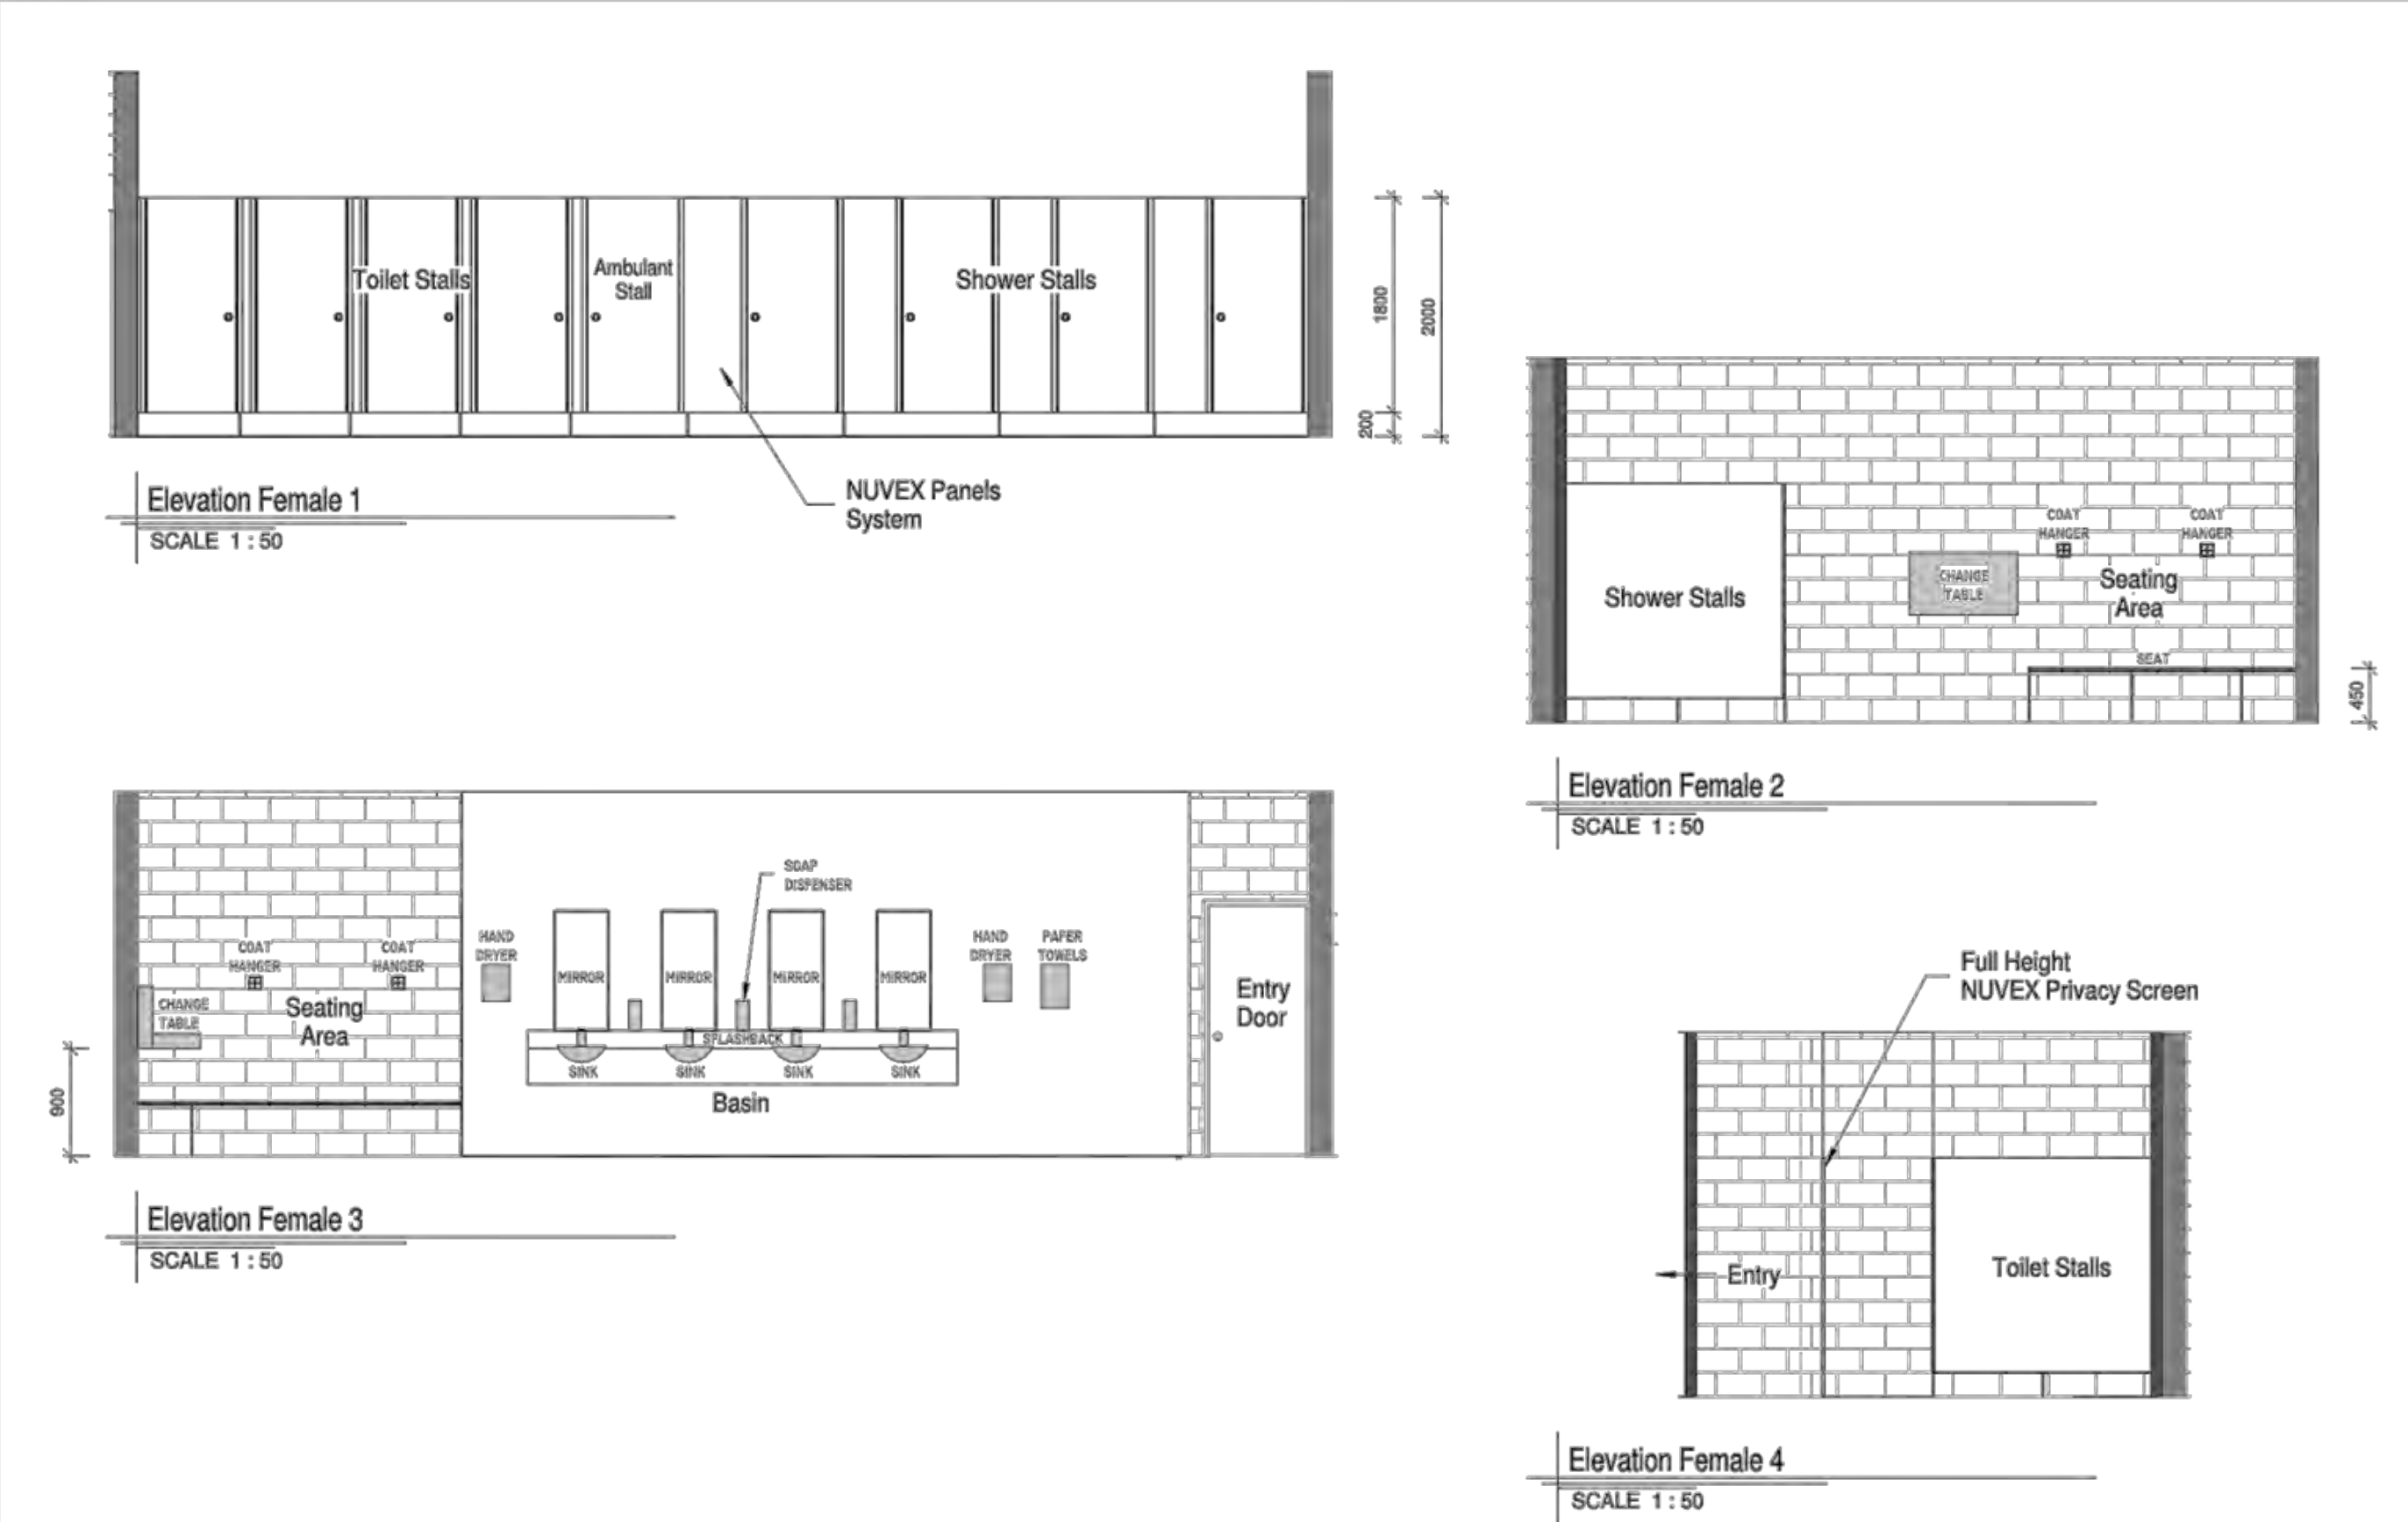 Toilet Stalls
Ambulant
Stall
Shower Stalls
1800
2000
200
NUVEX Panels
System
Elevation Female 1
SCALE 1 : 50
COAT
HANGER
COAT
HANGER
CHANGE
TABLE
Seating
Area
Shower Stalls
SEAT
450
Elevation Female 2
SCALE 1 : 50
SOAP
DISPENSER
COAT
HANGER
COAT
HANGER
HAND
DRYER
MIRROR
MIRROR
MIRROR
MIRROR
HAND
DRYER
PAPER
TOWELS
CHANGE
TABLE
Seating
Area
Entry
Door
SPLASHBACK
SINK
SINK
SINK
SINK
Basin
900
Elevation Female 3
SCALE 1 : 50
Full Height
NUVEX Privacy Screen
Entry
Toilet Stalls
Elevation Female 4
SCALE 1 : 50